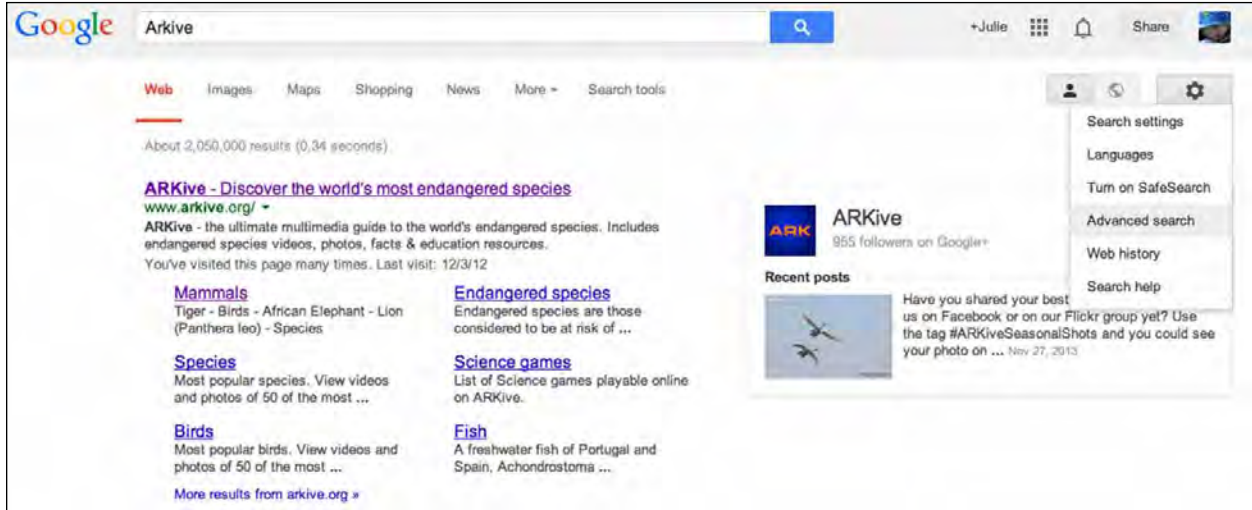 Google
Arkive
+Julie
Share
Web Images Maps Shopping News More Search tools
About 2,050,000 results (0.34 seconds)
Search settings
Languages
Turn on SafeSearch
Advanced search
Web history
Search help
ARKive - Discover the world's most endangered species
www.arkive.org/
ARKive - the ultimate multimedia guide to the world's endangered species. Includes
endangered species videos, photos, facts & education resources.
You've visited this page many times. Last visit: 12/3/12
Mammals
Tiger - Birds - African Elephant - Lion
(Panthera leo) - Species
Endangered species
Endangered species are those
considered to be at risk of ...
Species
Most popular species. View videos
and photos of 50 of the most ...
Science games
List of Science games playable online
on ARKive.
Birds
Most popular birds. View videos and
photos of 50 of the most ...
Fish
A freshwater fish of Portugal and
Spain, Achondrostoma ...
More results from arkive.org »
ARK
ARKive
955 followers on Google+
Recent posts
Have you shared your best
us on Facebook or on our Flickr group yet? Use
the tag #ARKiveSeasonalShots and you could see
your photo on ... Nov 27, 2013